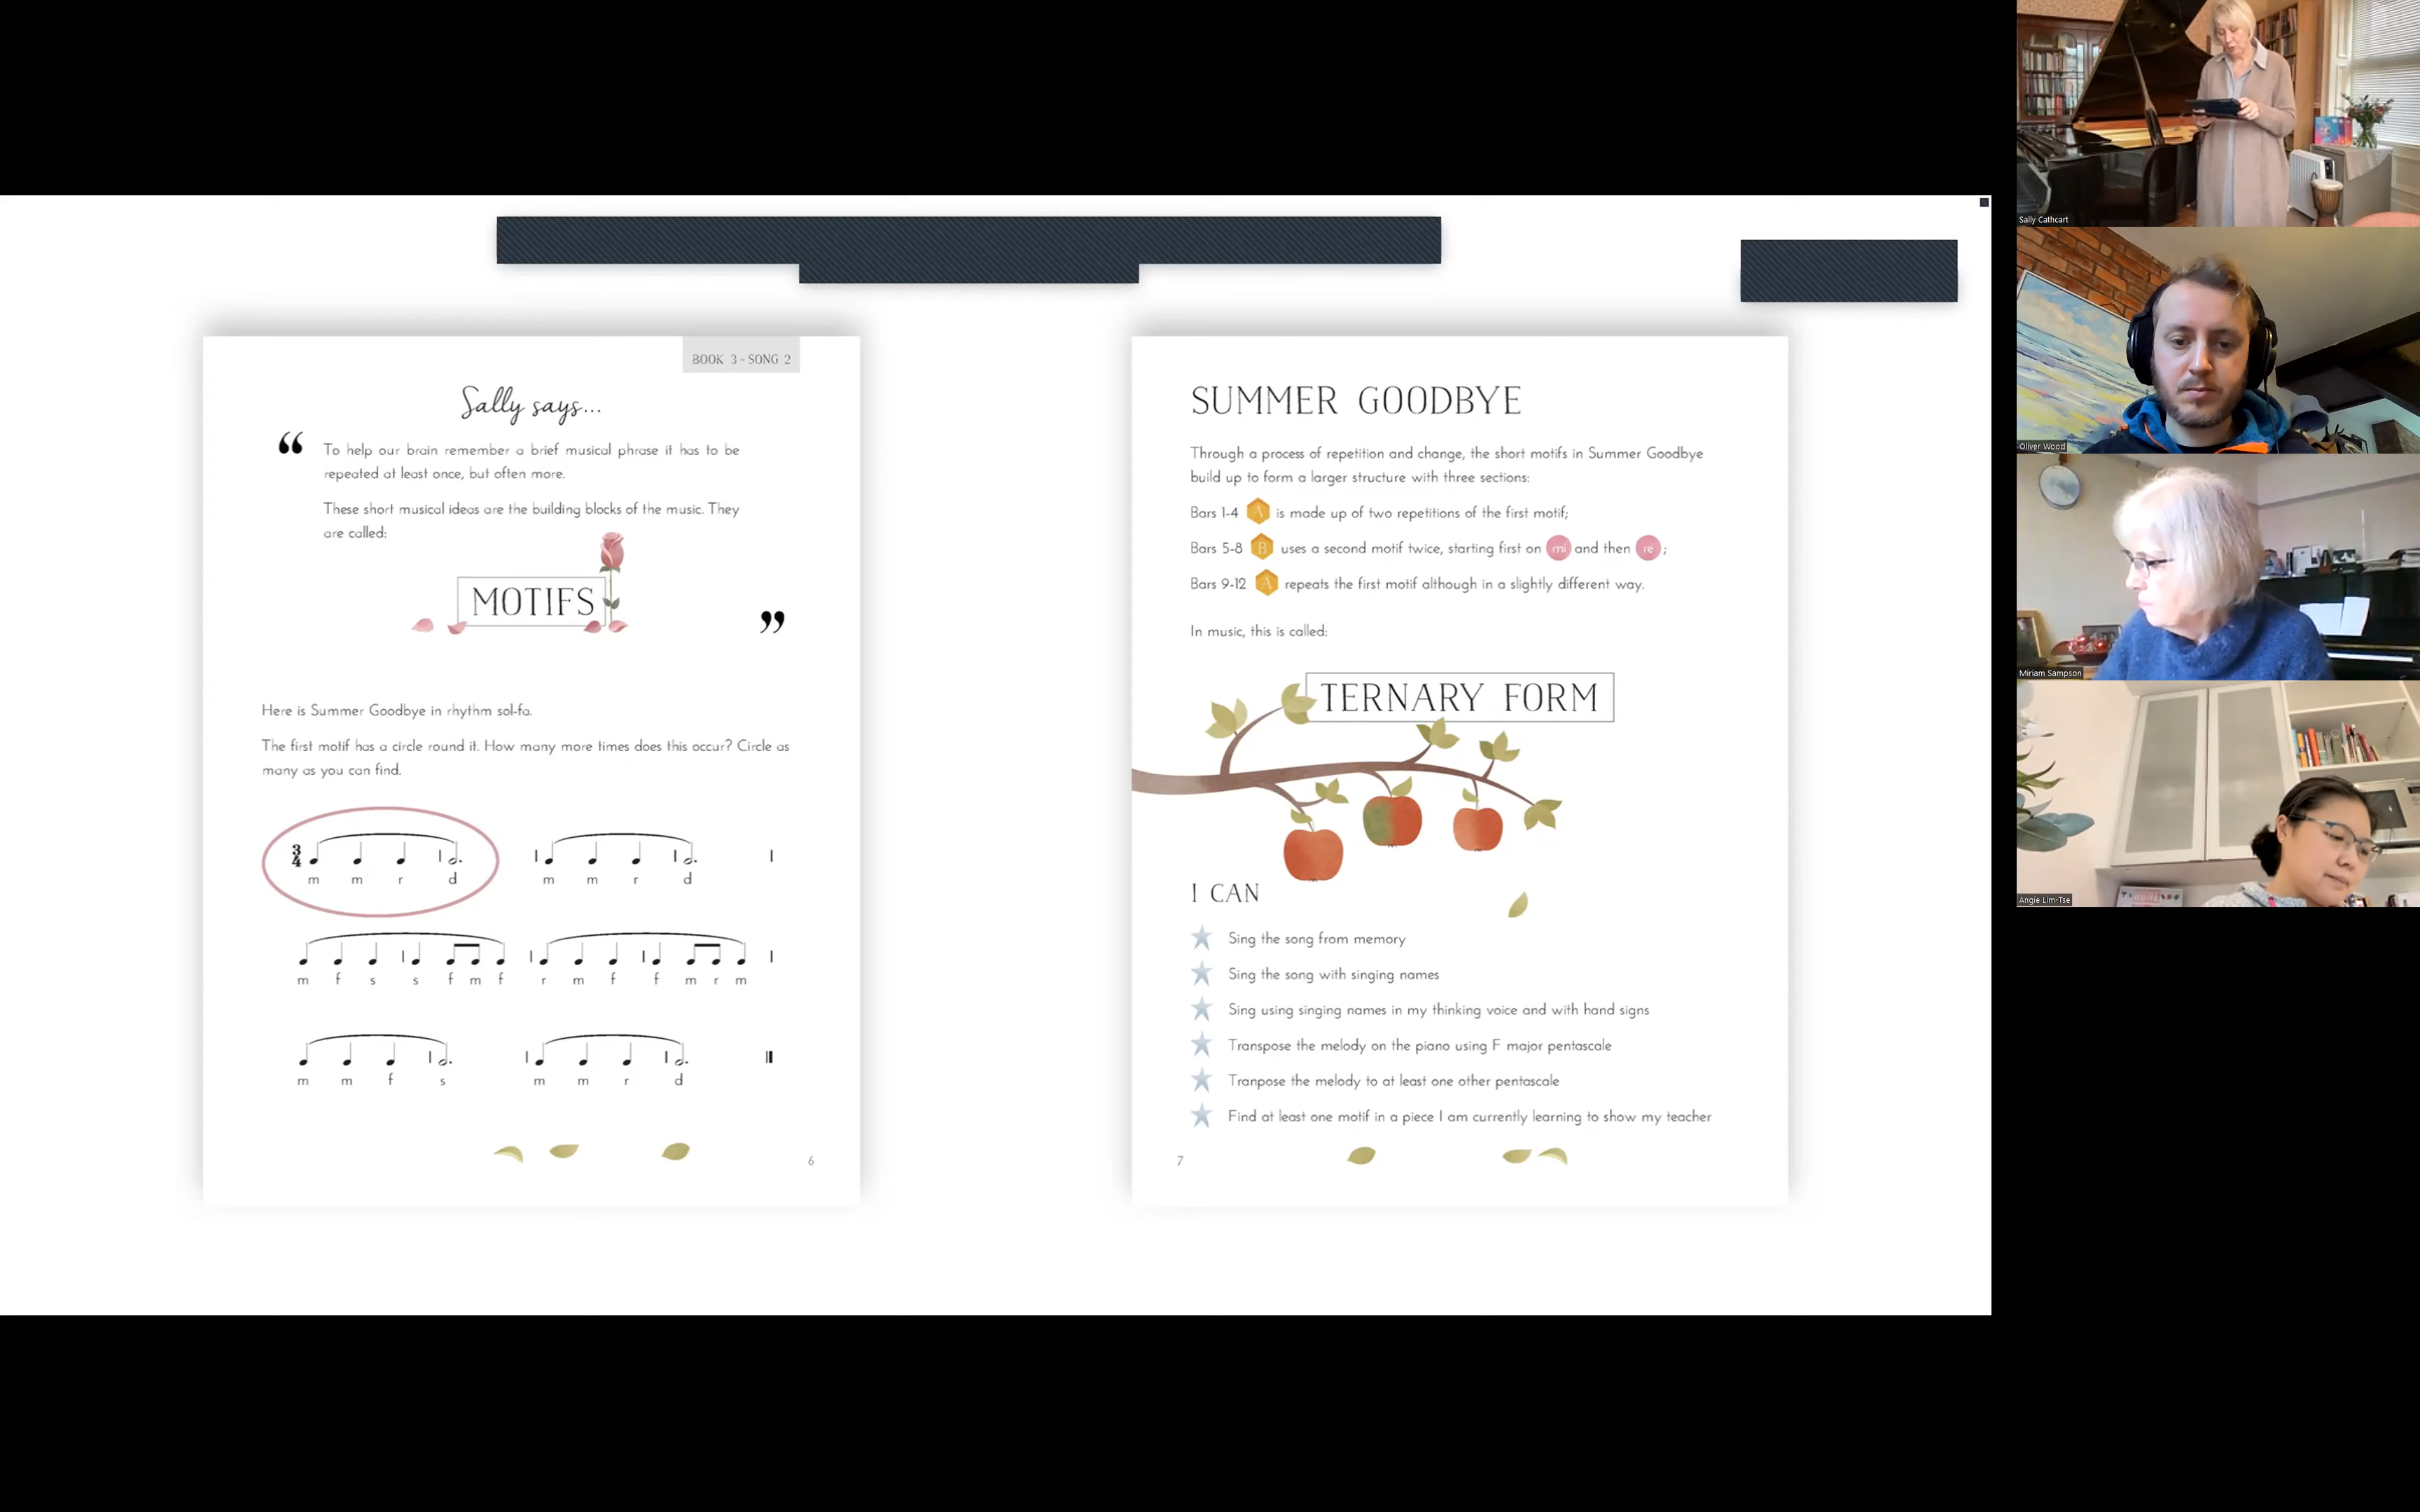 BOOK 3 - SONG 2
Sally says...
“ To help our brain remember a brief musical phrase it has to be
repeated at least once, but often more.
These short musical ideas are the building blocks of the music. They
are called:
MOTIFS
”
Here is Summer Goodbye in rhythm sol-fa.
The first motif has a circle round it. How many more times does this occur? Circle as
many as you can find.
3
4
m m r d m m r d
m f s s f m f r m f f m r m
m m f s m m r d
6
SUMMER GOODBYE
Through a process of repetition and change, the short motifs in Summer Goodbye
build up to form a larger structure with three sections:
Bars 1-4 A is made up of two repetitions of the first motif;
Bars 5-8 B uses a second motif twice, starting first on mi and then re ;
Bars 9-12 A repeats the first motif although in a slightly different way.
In music, this is called:
TERNARY FORM
I CAN
Sing the song from memory
Sing the song with singing names
Sing using singing names in my thinking voice and with hand signs
Transpose the melody on the piano using F major pentascale
Tranpose the melody to at least one other pentascale
Find at least one motif in a piece I am currently learning to show my teacher
7
Sally Cathcart
Oliver Wood
Miriam Sampson
Angie Lim-Tse